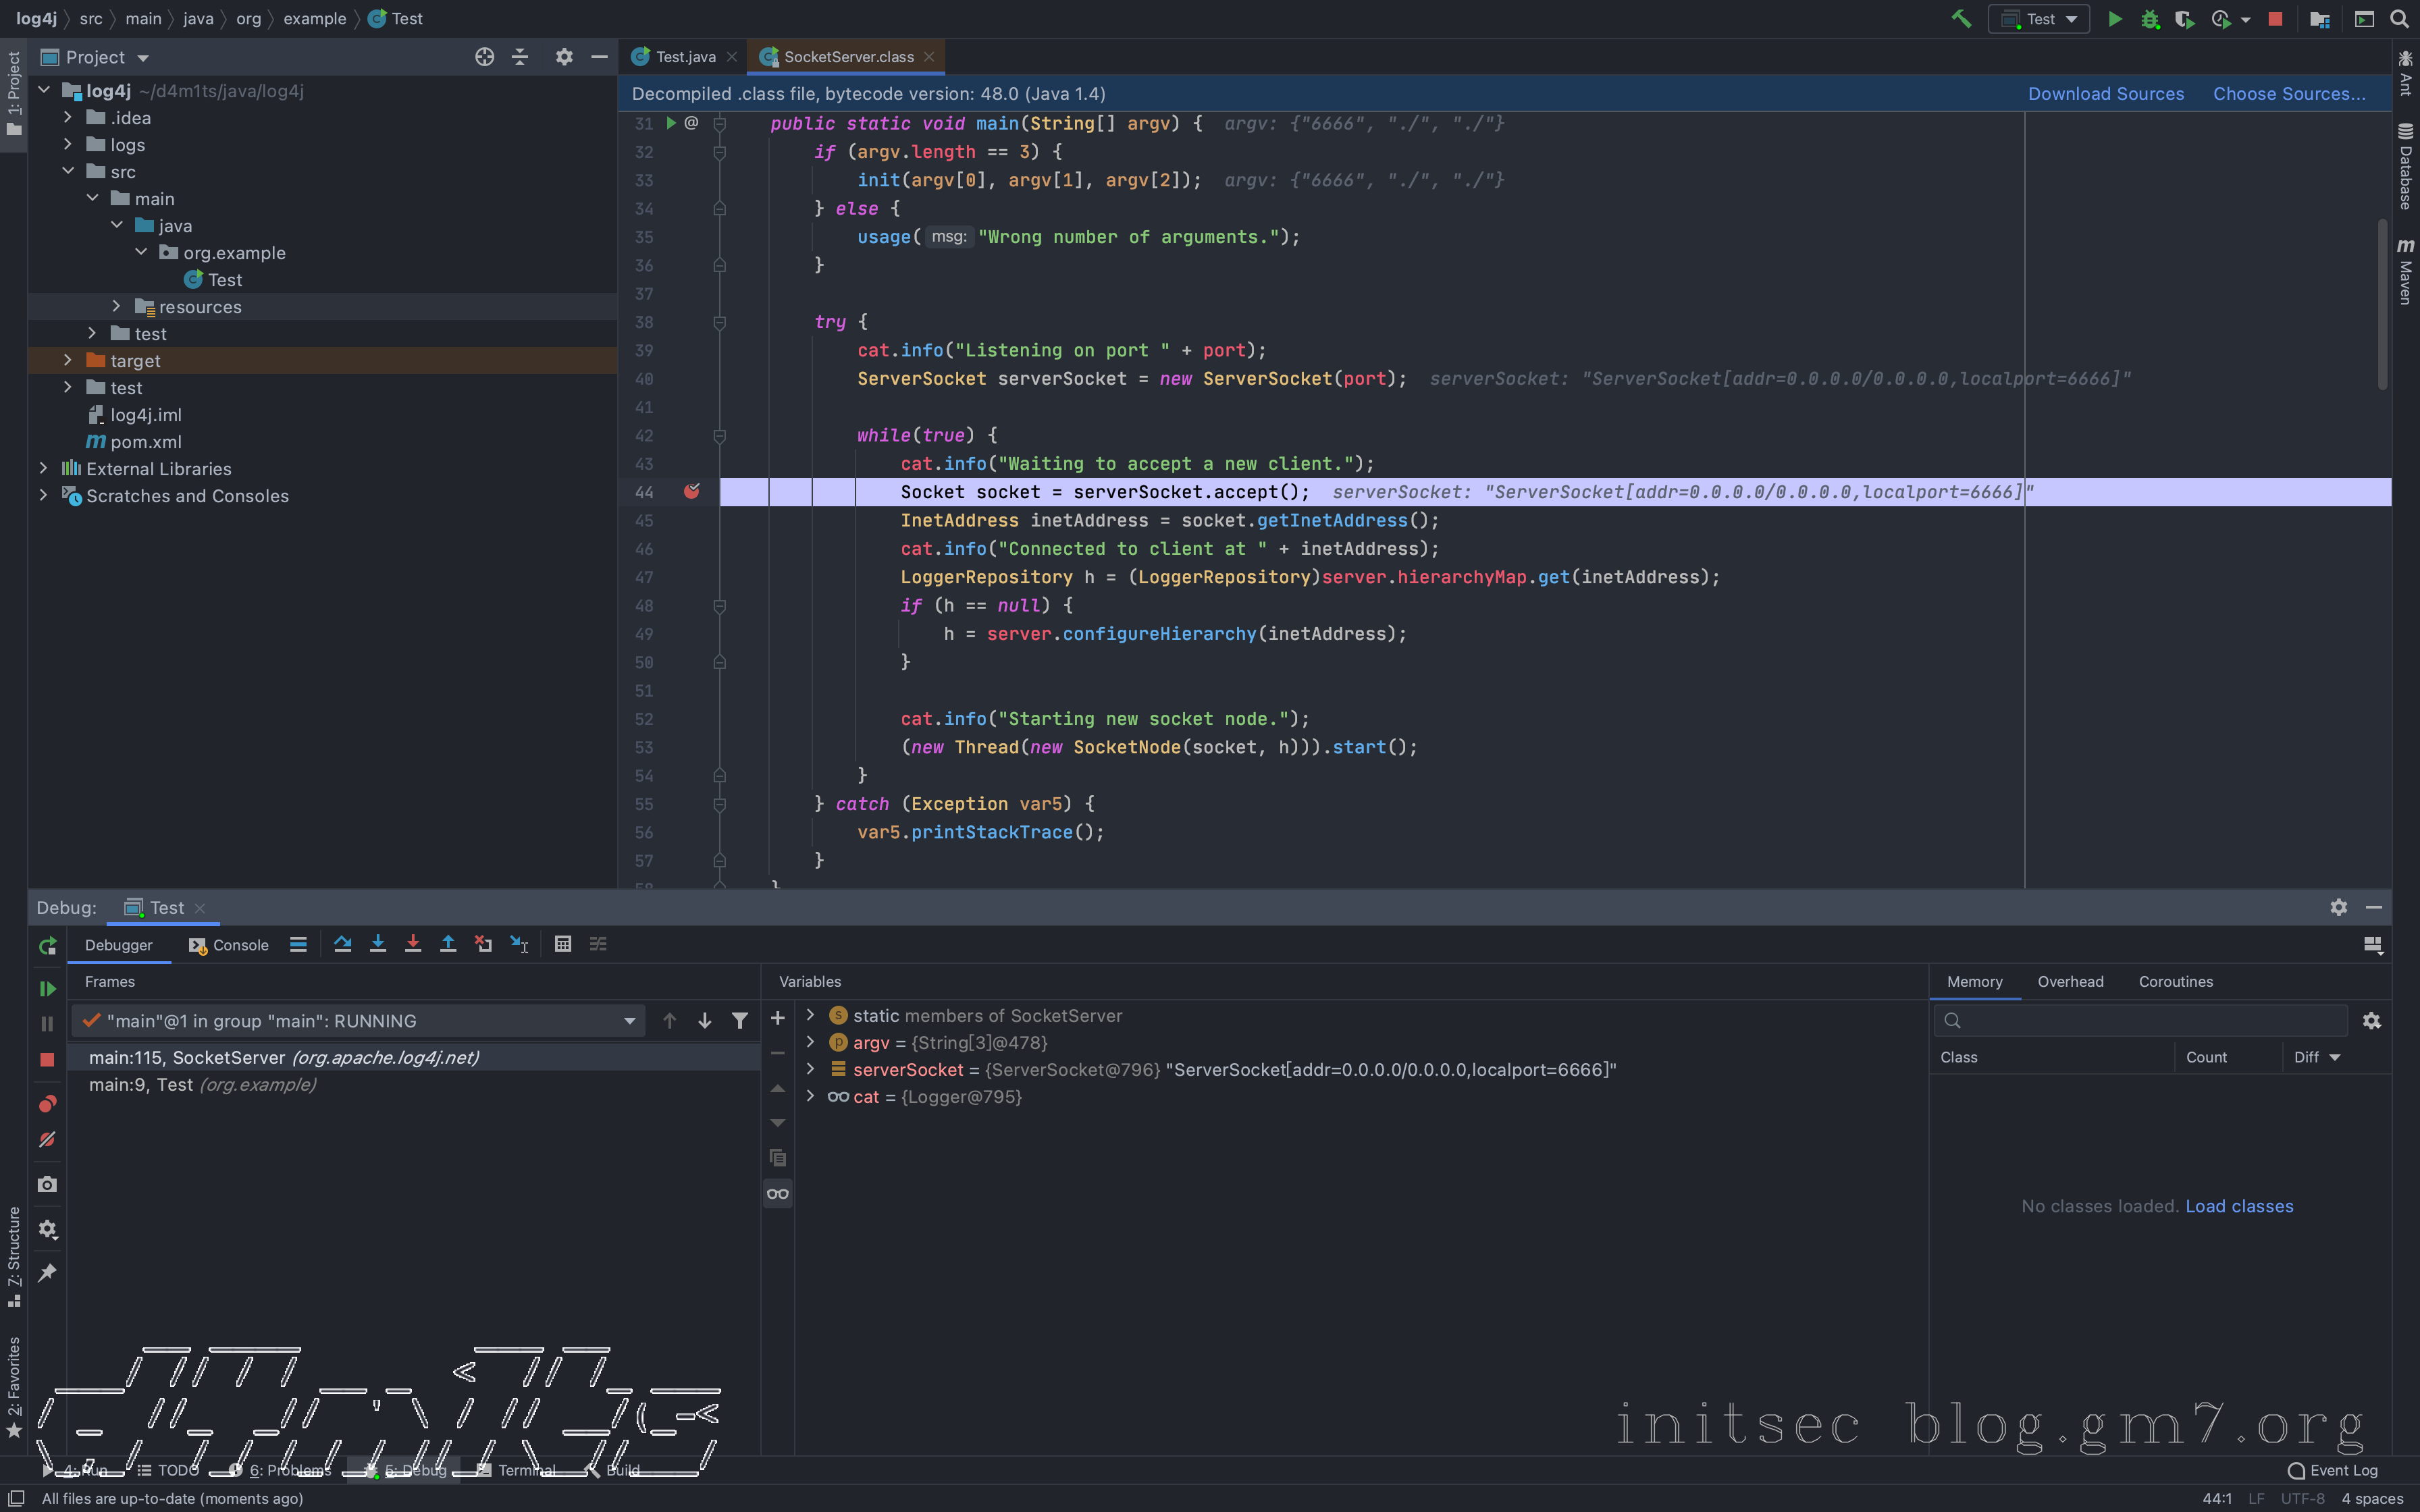 log4j src main java org example Test
Test
1: Project
Project
Test.java
SocketServer.class
Ant
Database
Maven
log4j ~/d4m1ts/java/log4j
.idea
logs
src
main
java
org.example
Test
resources
test
target
test
log4j.iml
pom.xml
External Libraries
Scratches and Consoles
Decompiled .class file, bytecode version: 48.0 (Java 1.4) Download Sources Choose Sources...
31 @ public static void main(String[] argv) { argv: {"6666", "./", "./"}
32 if (argv.length == 3) {
33 init(argv[0], argv[1], argv[2]); argv: {"6666", "./", "./"}
34 } else {
35 usage( msg: "Wrong number of arguments.");
36 }
37
38 try {
39 cat.info("Listening on port " + port);
40 ServerSocket serverSocket = new ServerSocket(port); serverSocket: "ServerSocket[addr=0.0.0.0/0.0.0.0,localport=6666]"
41
42 while(true) {
43 cat.info("Waiting to accept a new client.");
44 Socket socket = serverSocket.accept(); serverSocket: "ServerSocket[addr=0.0.0.0/0.0.0.0,localport=6666]"
45 InetAddress inetAddress = socket.getInetAddress();
46 cat.info("Connected to client at " + inetAddress);
47 LoggerRepository h = (LoggerRepository)server.hierarchyMap.get(inetAddress);
48 if (h == null) {
49 h = server.configureHierarchy(inetAddress);
50 }
51
52 cat.info("Starting new socket node.");
53 (new Thread(new SocketNode(socket, h))).start();
54 }
55 } catch (Exception var5) {
56 var5.printStackTrace();
57 }
58 }
Debug: Test
Debugger Console
Frames
"main"@1 in group "main": RUNNING
main:115, SocketServer (org.apache.log4j.net)
main:9, Test (org.example)
Variables
static members of SocketServer
argv = {String[3]@478}
serverSocket = {ServerSocket@796} "ServerSocket[addr=0.0.0.0/0.0.0.0,localport=6666]"
cat = {Logger@795}
Memory Overhead Coroutines
Class Count Diff
No classes loaded. Load classes
7: Structure
2: Favorites
initsec blog.gm7.org
4: Run TODO 6: Problems 5: Debug Terminal Build Event Log
All files are up-to-date (moments ago) 44:1 LF UTF-8 4 spaces